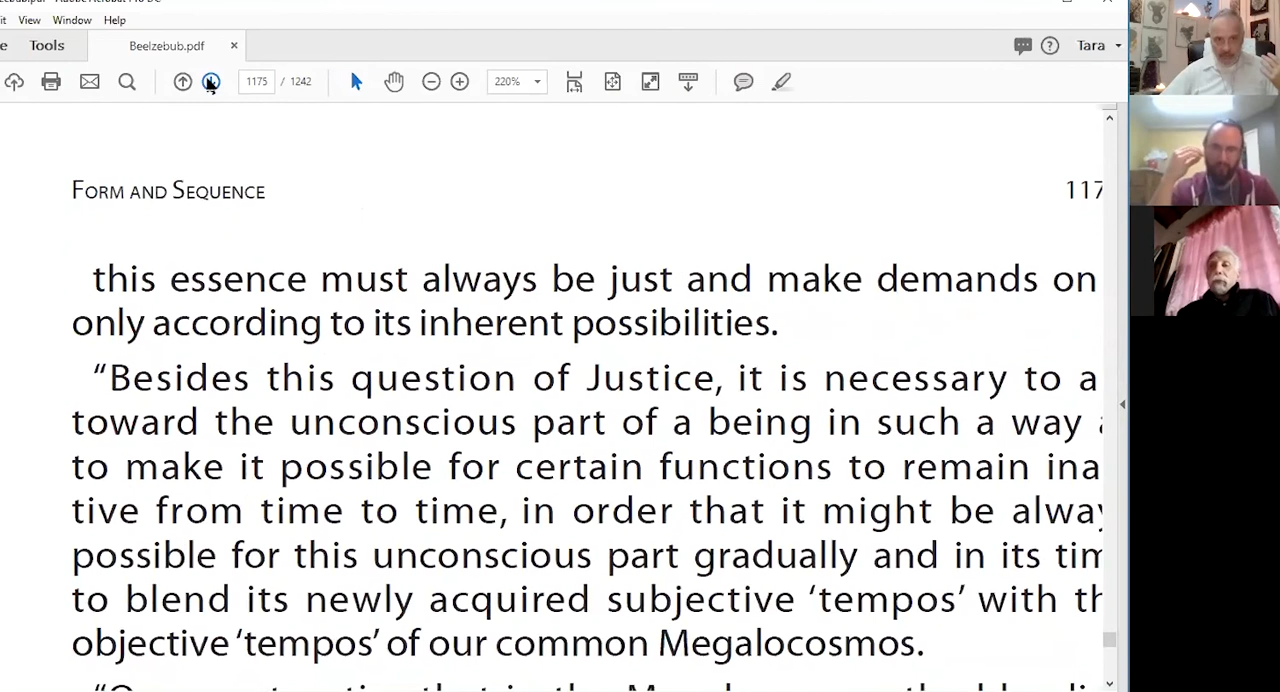 it View Window Help
e Tools Beelzebub.pdf × Tara
1175 / 1242 220%
FORM AND SEQUENCE 117
this essence must always be just and make demands on
only according to its inherent possibilities.
“Besides this question of Justice, it is necessary to a
toward the unconscious part of a being in such a way
to make it possible for certain functions to remain ina
tive from time to time, in order that it might be alway
possible for this unconscious part gradually and in its tim
to blend its newly acquired subjective ‘tempos’ with th
objective ‘tempos’ of our common Megalocosmos.